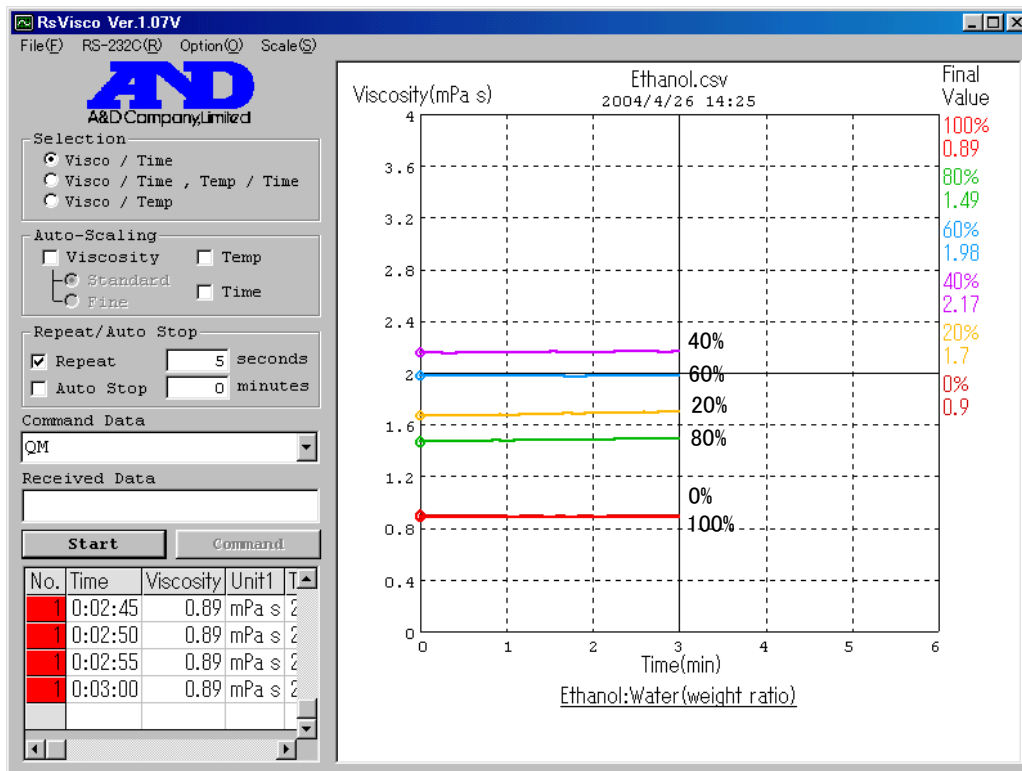 RsVisco Ver.1.07V
File(F) RS-232C(R) Option(O) Scale(S)
AND
A&D Company,Limited
Selection
Visco / Time
Visco / Time , Temp / Time
Visco / Temp
Auto-Scaling
Viscosity Temp
Standard
Time
Fine
Repeat/Auto Stop
Repeat 5 seconds
Auto Stop 0 minutes
Command Data
QM
Received Data
Start Command
No. Time Viscosity Unit1 T
1 0:02:45 0.89 mPa s 2
1 0:02:50 0.89 mPa s 2
1 0:02:55 0.89 mPa s 2
1 0:03:00 0.89 mPa s 2
Viscosity(mPa s)
Ethanol.csv
2004/4/26 14:25
4
3.6
3.2
2.8
2.4
2
1.6
1.2
0.8
0.4
0
40%
60%
20%
80%
0%
100%
0 1 2 3 4 5 6
Time(min)
Ethanol:Water(weight ratio)
Final
Value
100%
0.89
80%
1.49
60%
1.98
40%
2.17
20%
1.7
0%
0.9